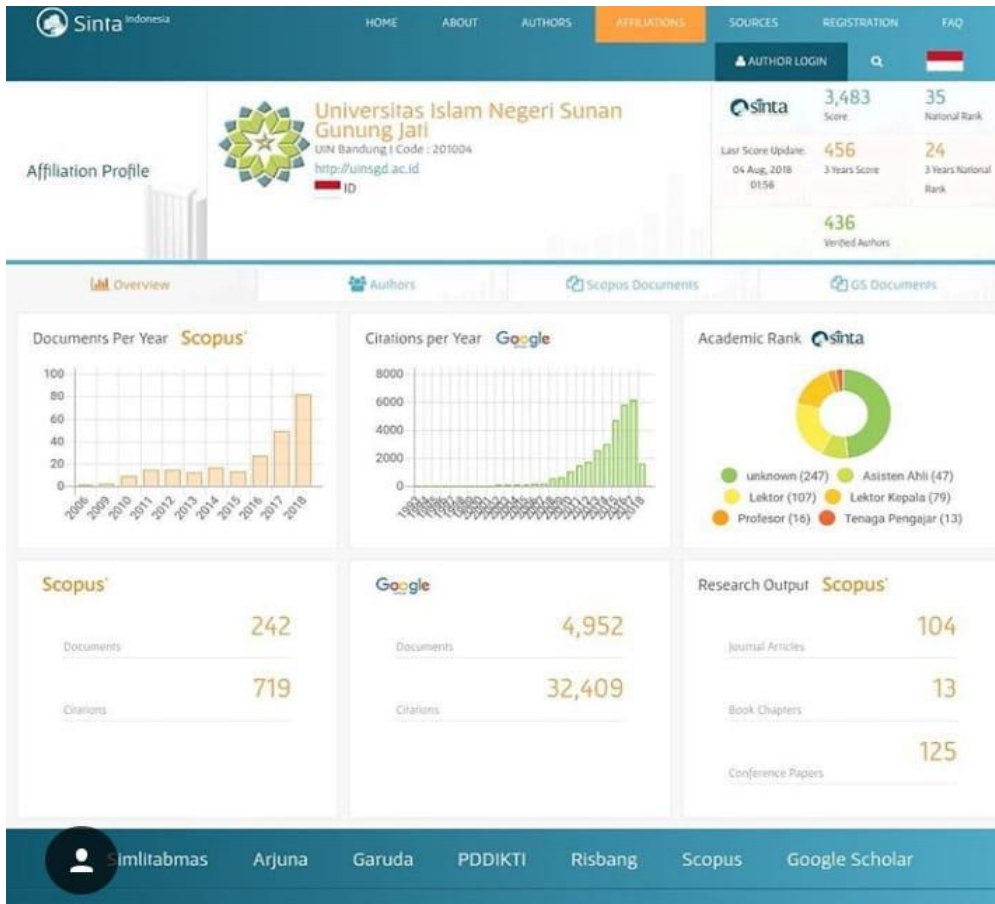 Sinta Indonesia
HOME ABOUT AUTHORS AFFILIATIONS SOURCES REGISTRATION FAQ
AUTHOR LOGIN
Affiliation Profile
Universitas Islam Negeri Sunan
Gunung Jati
UIN Bandung | Code : 201004
http://uinsgd.ac.id
ID
sinta
3,483
Score
35
National Rank
Last Score Update:
04 Aug, 2018
01:56
456
3 Years Score
24
3 Years National
Rank
436
Verified Authors
Overview Authors Scopus Documents GS Documents
Documents Per Year Scopus
100
80
60
40
20
0
2006 2009 2010 2011 2012 2013 2014 2015 2016 2017 2018
Citations per Year Google
8000
6000
4000
2000
0
2018
Academic Rank sinta
unknown (247) Asisten Ahli (47)
Lektor (107) Lektor Kepala (79)
Profesor (16) Tenaga Pengajar (13)
Scopus
Documents 242
Citations 719
Google
Documents 4,952
Citations 32,409
Research Output Scopus
Journal Articles 104
Book Chapters 13
Conference Papers 125
Simlitabmas Arjuna Garuda PDDIKTI Risbang Scopus Google Scholar